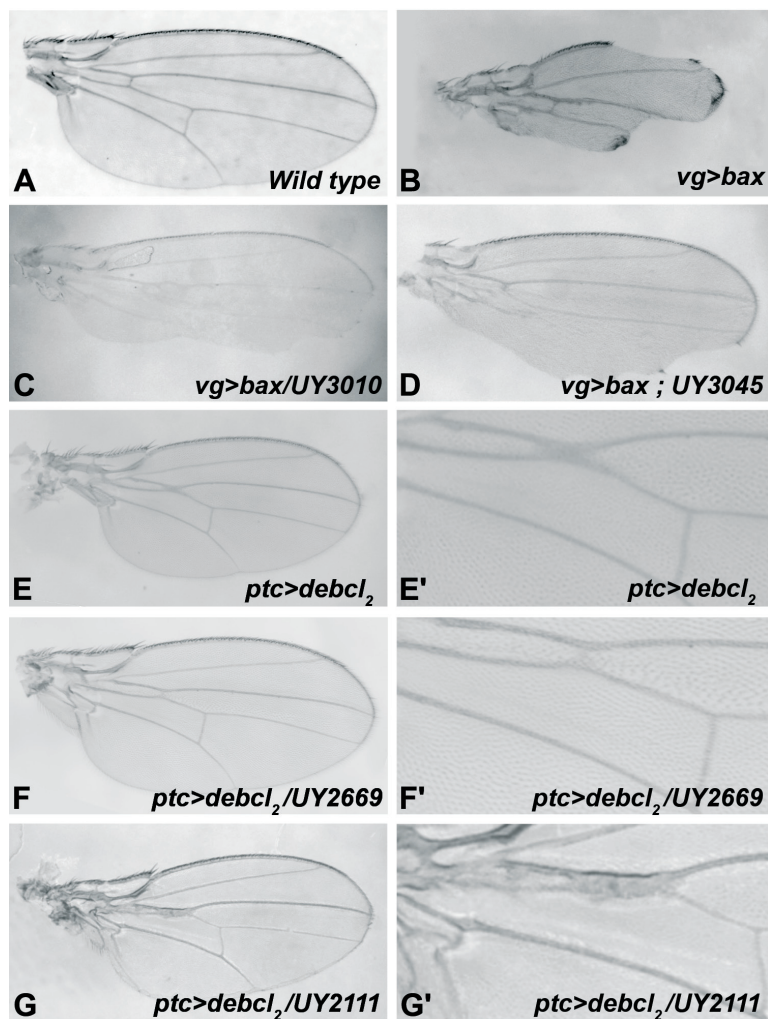 A Wild type
B vg>bax
C vg>bax/UY3010
D vg>bax ; UY3045
E ptc>debcl₂
E' ptc>debcl₂
F ptc>debcl₂/UY2669
F' ptc>debcl₂/UY2669
G ptc>debcl₂/UY2111
G' ptc>debcl₂/UY2111